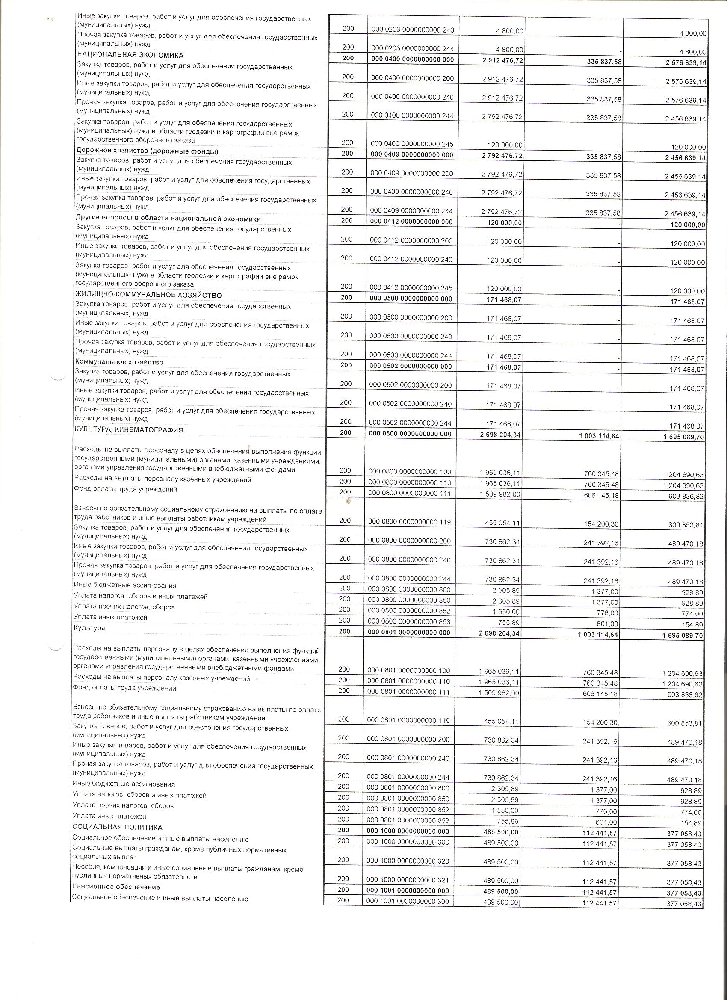 Иные закупки товаров, работ и услуг для обеспечения государственных
(муниципальных) нужд 200 000 0203 0000000000 240 4 800,00 - 4 800,00
Прочая закупка товаров, работ и услуг для обеспечения государственных
(муниципальных) нужд 200 000 0203 0000000000 244 4 800,00 - 4 800,00
НАЦИОНАЛЬНАЯ ЭКОНОМИКА 200 000 0400 0000000000 000 2 912 476,72 335 837,58 2 576 639,14
Закупка товаров, работ и услуг для обеспечения государственных
(муниципальных) нужд 200 000 0400 0000000000 200 2 912 476,72 335 837,58 2 576 639,14
Иные закупки товаров, работ и услуг для обеспечения государственных
(муниципальных) нужд 200 000 0400 0000000000 240 2 912 476,72 335 837,58 2 576 639,14
Прочая закупка товаров, работ и услуг для обеспечения государственных
(муниципальных) нужд 200 000 0400 0000000000 244 2 792 476,72 335 837,58 2 456 639,14
Закупка товаров, работ и услуг для обеспечения государственных
(муниципальных) нужд в области геодезии и картографии вне рамок
государственного оборонного заказа 200 000 0400 0000000000 245 120 000,00 - 120 000,00
Дорожное хозяйство (дорожные фонды) 200 000 0409 0000000000 000 2 792 476,72 335 837,58 2 456 639,14
Закупка товаров, работ и услуг для обеспечения государственных
(муниципальных) нужд 200 000 0409 0000000000 200 2 792 476,72 335 837,58 2 456 639,14
Иные закупки товаров, работ и услуг для обеспечения государственных
(муниципальных) нужд 200 000 0409 0000000000 240 2 792 476,72 335 837,58 2 456 639,14
Прочая закупка товаров, работ и услуг для обеспечения государственных
(муниципальных) нужд 200 000 0409 0000000000 244 2 792 476,72 335 837,58 2 456 639,14
Другие вопросы в области национальной экономики 200 000 0412 0000000000 000 120 000,00 - 120 000,00
Закупка товаров, работ и услуг для обеспечения государственных
(муниципальных) нужд 200 000 0412 0000000000 200 120 000,00 - 120 000,00
Иные закупки товаров, работ и услуг для обеспечения государственных
(муниципальных) нужд 200 000 0412 0000000000 240 120 000,00 - 120 000,00
Закупка товаров, работ и услуг для обеспечения государственных
(муниципальных) нужд в области геодезии и картографии вне рамок
государственного оборонного заказа 200 000 0412 0000000000 245 120 000,00 - 120 000,00
ЖИЛИЩНО-КОММУНАЛЬНОЕ ХОЗЯЙСТВО 200 000 0500 0000000000 000 171 468,07 - 171 468,07
Закупка товаров, работ и услуг для обеспечения государственных
(муниципальных) нужд 200 000 0500 0000000000 200 171 468,07 - 171 468,07
Иные закупки товаров, работ и услуг для обеспечения государственных
(муниципальных) нужд 200 000 0500 0000000000 240 171 468,07 - 171 468,07
Прочая закупка товаров, работ и услуг для обеспечения государственных
(муниципальных) нужд 200 000 0500 0000000000 244 171 468,07 - 171 468,07
Коммунальное хозяйство 200 000 0502 0000000000 000 171 468,07 - 171 468,07
Закупка товаров, работ и услуг для обеспечения государственных
(муниципальных) нужд 200 000 0502 0000000000 200 171 468,07 - 171 468,07
Иные закупки товаров, работ и услуг для обеспечения государственных
(муниципальных) нужд 200 000 0502 0000000000 240 171 468,07 - 171 468,07
Прочая закупка товаров, работ и услуг для обеспечения государственных
(муниципальных) нужд 200 000 0502 0000000000 244 171 468,07 - 171 468,07
КУЛЬТУРА, КИНЕМАТОГРАФИЯ 200 000 0800 0000000000 000 2 698 204,34 1 003 114,64 1 695 089,70
Расходы на выплаты персоналу в целях обеспечения выполнения функций
государственными (муниципальными) органами, казенными учреждениями,
органами управления государственными внебюджетными фондами 200 000 0800 0000000000 100 1 965 036,11 760 345,48 1 204 690,63
Расходы на выплаты персоналу казенных учреждений 200 000 0800 0000000000 110 1 965 036,11 760 345,48 1 204 690,63
Фонд оплаты труда учреждений 200 000 0800 0000000000 111 1 509 982,00 606 145,18 903 836,82
Взносы по обязательному социальному страхованию на выплаты по оплате
труда работников и иные выплаты работникам учреждений 200 000 0800 0000000000 119 455 054,11 154 200,30 300 853,81
Закупка товаров, работ и услуг для обеспечения государственных
(муниципальных) нужд 200 000 0800 0000000000 200 730 862,34 241 392,16 489 470,18
Иные закупки товаров, работ и услуг для обеспечения государственных
(муниципальных) нужд 200 000 0800 0000000000 240 730 862,34 241 392,16 489 470,18
Прочая закупка товаров, работ и услуг для обеспечения государственных
(муниципальных) нужд 200 000 0800 0000000000 244 730 862,34 241 392,16 489 470,18
Иные бюджетные ассигнования 200 000 0800 0000000000 800 2 305,89 1 377,00 928,89
Уплата налогов, сборов и иных платежей 200 000 0800 0000000000 850 2 305,89 1 377,00 928,89
Уплата прочих налогов, сборов 200 000 0800 0000000000 852 1 550,00 776,00 774,00
Уплата иных платежей 200 000 0800 0000000000 853 755,89 601,00 154,89
Культура 200 000 0801 0000000000 000 2 698 204,34 1 003 114,64 1 695 089,70
Расходы на выплаты персоналу в целях обеспечения выполнения функций
государственными (муниципальными) органами, казенными учреждениями,
органами управления государственными внебюджетными фондами 200 000 0801 0000000000 100 1 965 036,11 760 345,48 1 204 690,63
Расходы на выплаты персоналу казенных учреждений 200 000 0801 0000000000 110 1 965 036,11 760 345,48 1 204 690,63
Фонд оплаты труда учреждений 200 000 0801 0000000000 111 1 509 982,00 606 145,18 903 836,82
Взносы по обязательному социальному страхованию на выплаты по оплате
труда работников и иные выплаты работникам учреждений 200 000 0801 0000000000 119 455 054,11 154 200,30 300 853,81
Закупка товаров, работ и услуг для обеспечения государственных
(муниципальных) нужд 200 000 0801 0000000000 200 730 862,34 241 392,16 489 470,18
Иные закупки товаров, работ и услуг для обеспечения государственных
(муниципальных) нужд 200 000 0801 0000000000 240 730 862,34 241 392,16 489 470,18
Прочая закупка товаров, работ и услуг для обеспечения государственных
(муниципальных) нужд 200 000 0801 0000000000 244 730 862,34 241 392,16 489 470,18
Иные бюджетные ассигнования 200 000 0801 0000000000 800 2 305,89 1 377,00 928,89
Уплата налогов, сборов и иных платежей 200 000 0801 0000000000 850 2 305,89 1 377,00 928,89
Уплата прочих налогов, сборов 200 000 0801 0000000000 852 1 550,00 776,00 774,00
Уплата иных платежей 200 000 0801 0000000000 853 755,89 601,00 154,89
СОЦИАЛЬНАЯ ПОЛИТИКА 200 000 1000 0000000000 000 489 500,00 112 441,57 377 058,43
Социальное обеспечение и иные выплаты населению 200 000 1000 0000000000 300 489 500,00 112 441,57 377 058,43
Социальные выплаты гражданам, кроме публичных нормативных
социальных выплат 200 000 1000 0000000000 320 489 500,00 112 441,57 377 058,43
Пособия, компенсации и иные социальные выплаты гражданам, кроме
публичных нормативных обязательств 200 000 1000 0000000000 321 489 500,00 112 441,57 377 058,43
Пенсионное обеспечение 200 000 1001 0000000000 000 489 500,00 112 441,57 377 058,43
Социальное обеспечение и иные выплаты населению 200 000 1001 0000000000 300 489 500,00 112 441,57 377 058,43